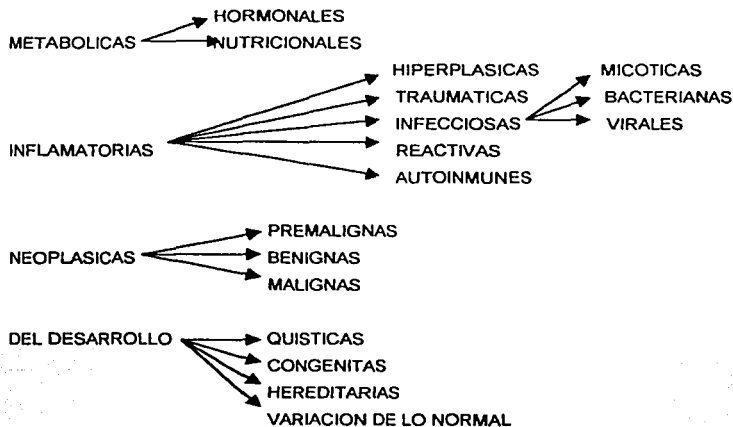 HORMONALES
METABOLICAS
NUTRICIONALES
HIPERPLASICAS
MICOTICAS
TRAUMATICAS
BACTERIANAS
INFECCIOSAS
VIRALES
INFLAMATORIAS
REACTIVAS
AUTOINMUNES
PREMALIGNAS
NEOPLASICAS
BENIGNAS
MALIGNAS
DEL DESARROLLO
QUISTICAS
CONGENITAS
HEREDITARIAS
VARIACION DE LO NORMAL